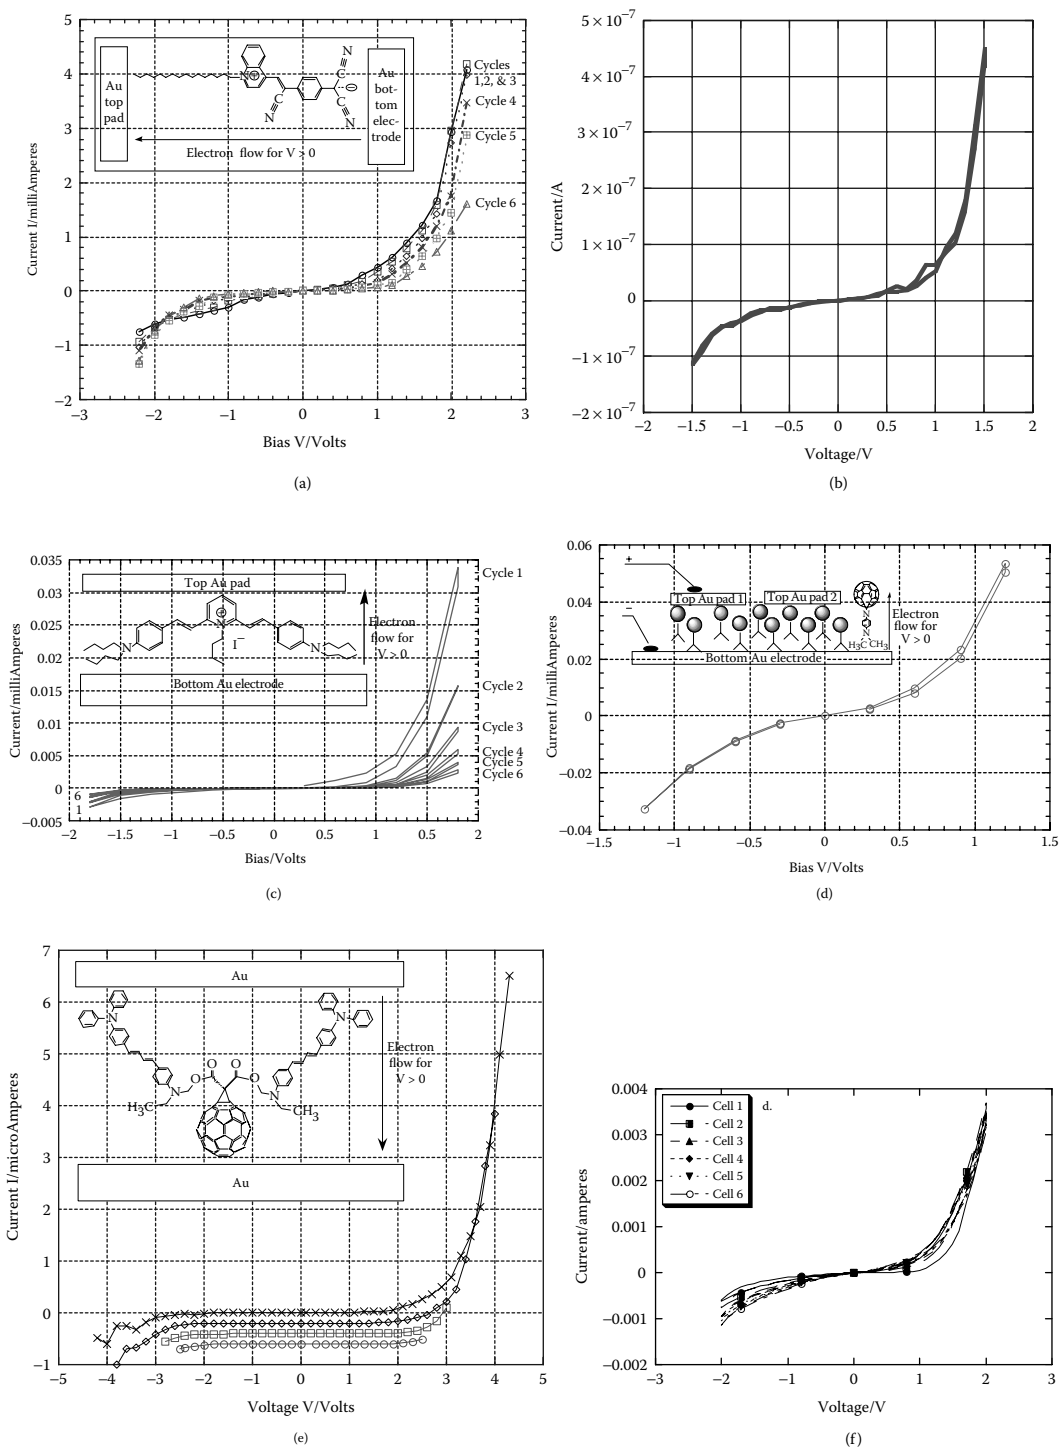 5
4
3
2
1
0
−1
−2
−3
−2
−1
0
1
2
3
Current I/milliAmperes
Bias V/Volts
Au
top
pad
N
C
N
C
N
C
N
Au
bot-
tom
elec-
trode
Electron flow for V > 0
Cycles
1,2, & 3
Cycle 4
Cycle 5
Cycle 6
(a)
5 × 10⁻⁷
4 × 10⁻⁷
3 × 10⁻⁷
2 × 10⁻⁷
1 × 10⁻⁷
0
−1 × 10⁻⁷
−2 × 10⁻⁷
−2
−1.5
−1
−0.5
0
0.5
1
1.5
2
Current/A
Voltage/V
(b)
0.035
0.03
0.025
0.02
0.015
0.01
0.005
0
−0.005
−2
−1.5
−1
−0.5
0
0.5
1
0.5
2
Current/milliAmperes
Bias/Volts
Top Au pad
N
N
I⁻
N
Bottom Au electrode
Electron
flow for
V > 0
Cycle 1
Cycle 2
Cycle 3
Cycle 4
Cycle 5
Cycle 6
6
1
(c)
0.06
0.04
0.02
0
−0.02
−0.04
−1.5
−1
−0.5
0
0.5
1
1.5
Current I/milliAmperes
Bias V/Volts
+
−
Top Au pad 1
Top Au pad 2
N
N
H₃C CH₃
Bottom Au electrode
Electron
flow for
V > 0
(d)
7
6
5
4
3
2
1
0
−1
−5
−4
−3
−2
−1
0
1
2
3
4
5
Current I/microAmperes
Voltage V/Volts
Au
N
N
O
O
O
O
N
N
H₃C
CH₃
Au
Electron
flow for
V > 0
(e)
0.004
0.003
0.002
0.001
0
−0.001
−0.002
−3
−2
−1
0
1
2
3
Current/amperes
Voltage/V
Cell 1
Cell 2
Cell 3
Cell 4
Cell 5
Cell 6
d.
(f)